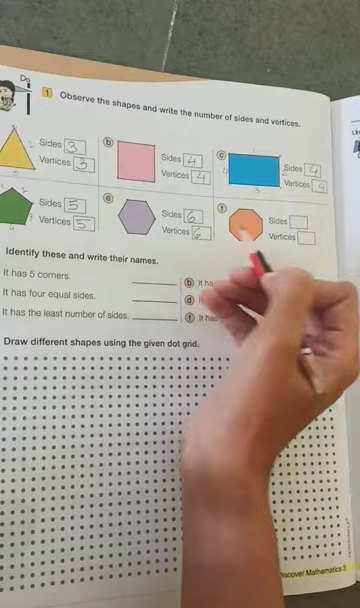 Do
1 Observe the shapes and write the number of sides and vertices.
Sides 3
Vertices 3
b
Sides 4
Vertices 4
c
Sides 4
Vertices 4
Sides 5
Vertices 5
e
Sides 6
Vertices 6
f
Sides
Vertices
Identify these and write their names.
It has 5 corners.
b It ha
It has four equal sides.
d
It has the least number of sides.
f It has
Draw different shapes using the given dot grid.
Discover Mathematics 3